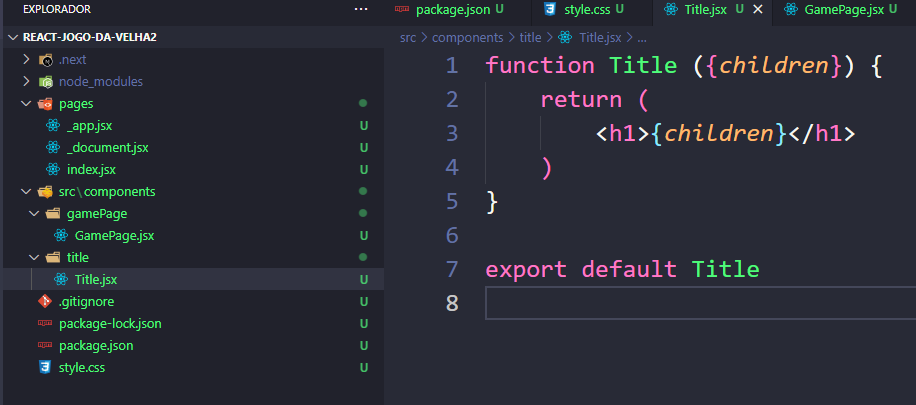 EXPLORADOR ···
REACT-JOGO-DA-VELHA2
.next
node_modules
pages
_app.jsx U
_document.jsx U
index.jsx U
src\components
gamePage
GamePage.jsx U
title
Title.jsx U
.gitignore U
package-lock.json U
package.json U
style.css U
package.json U style.css U Title.jsx U × GamePage.jsx U
src > components > title > Title.jsx > ...
1 function Title ({children}) {
2 return (
3 <h1>{children}</h1>
4 )
5 }
6
7 export default Title
8